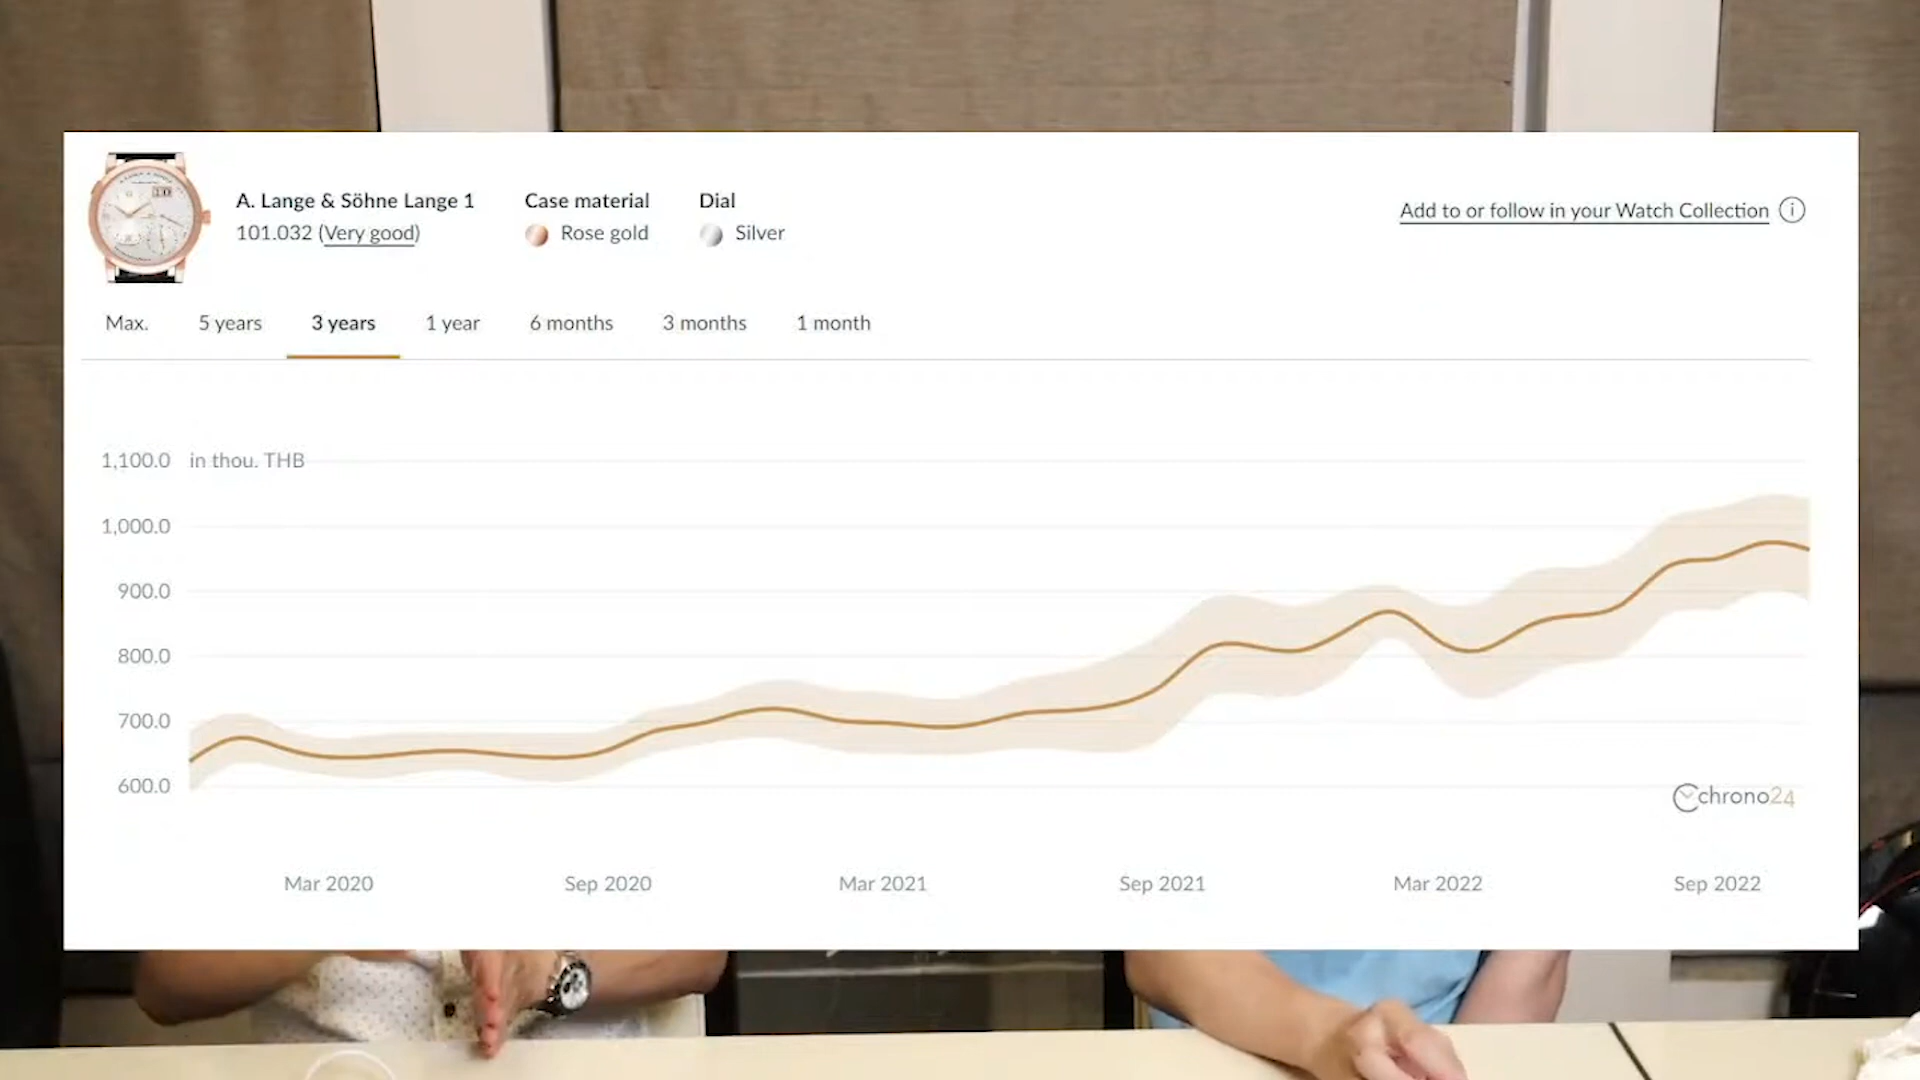 A. Lange & Söhne Lange 1
101.032 (Very good)
Case material
Rose gold
Dial
Silver
Add to or follow in your Watch Collection
Max.
5 years
3 years
1 year
6 months
3 months
1 month
1,100.0 in thou. THB
1,000.0
900.0
800.0
700.0
600.0
chrono24
Mar 2020
Sep 2020
Mar 2021
Sep 2021
Mar 2022
Sep 2022